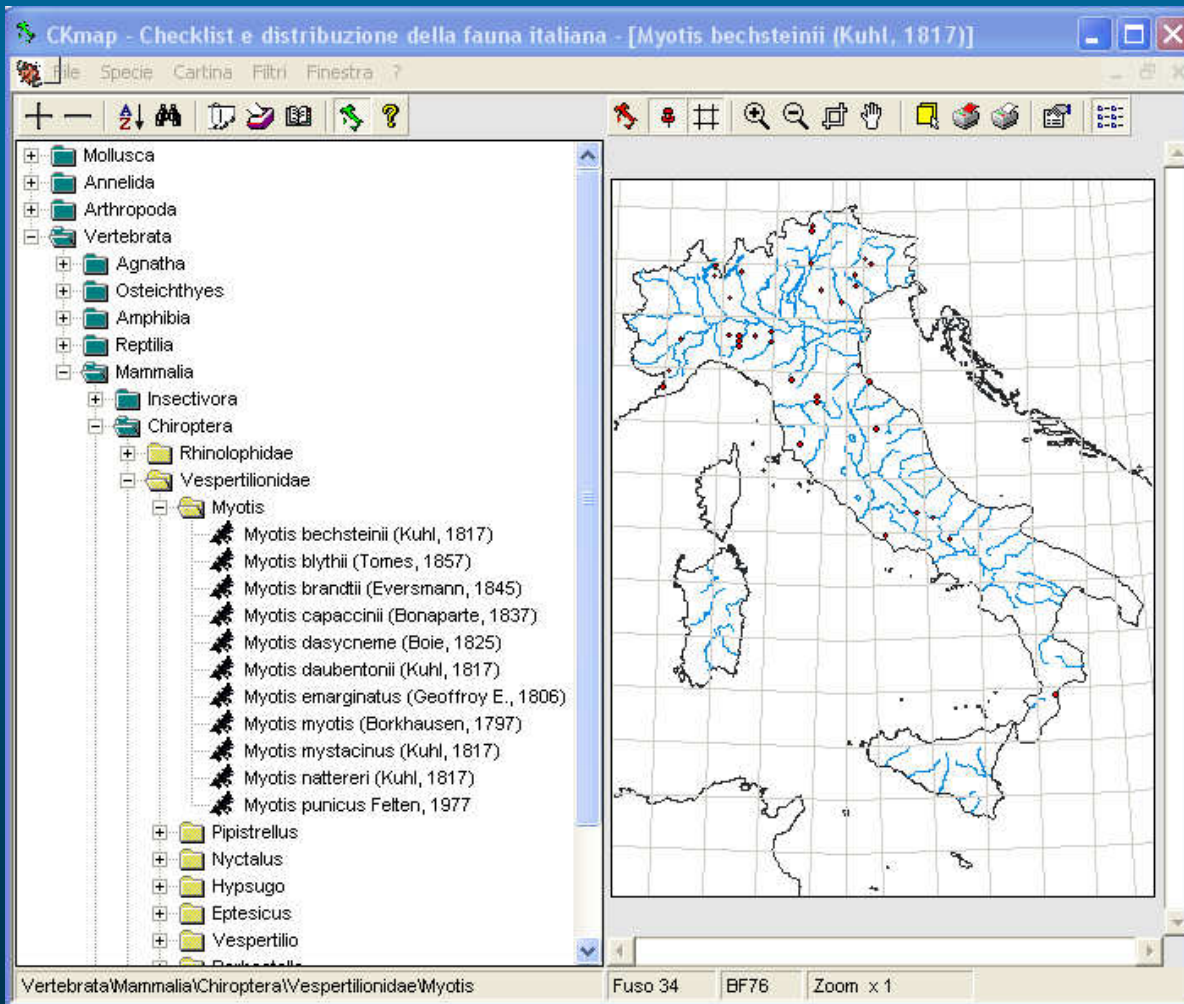 CKmap - Checklist e distribuzione della fauna italiana - [Myotis bechsteinii (Kuhl, 1817)]
File Specie Cartina Filtri Finestra ?
Mollusca
Annelida
Arthropoda
Vertebrata
Agnatha
Osteichthyes
Amphibia
Reptilia
Mammalia
Insectivora
Chiroptera
Rhinolophidae
Vespertilionidae
Myotis
Myotis bechsteinii (Kuhl, 1817)
Myotis blythii (Tomes, 1857)
Myotis brandtii (Eversmann, 1845)
Myotis capaccinii (Bonaparte, 1837)
Myotis dasycneme (Boie, 1825)
Myotis daubentonii (Kuhl, 1817)
Myotis emarginatus (Geoffroy E., 1806)
Myotis myotis (Borkhausen, 1797)
Myotis mystacinus (Kuhl, 1817)
Myotis nattereri (Kuhl, 1817)
Myotis punicus Felten, 1977
Pipistrellus
Nyctalus
Hypsugo
Eptesicus
Vespertilio
Vertebrata\Mammalia\Chiroptera\Vespertilionidae\Myotis
Fuso 34 BF76 Zoom x 1